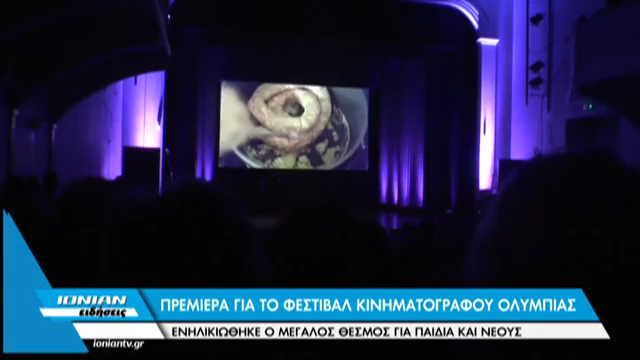 IONIAN
ειδήσεις
ΠΡΕΜΙΕΡΑ ΓΙΑ ΤΟ ΦΕΣΤΙΒΑΛ ΚΙΝΗΜΑΤΟΓΡΑΦΟΥ ΟΛΥΜΠΙΑΣ
ΕΝΗΛΙΚΙΩΘΗΚΕ Ο ΜΕΓΑΛΟΣ ΘΕΣΜΟΣ ΓΙΑ ΠΑΙΔΙΑ ΚΑΙ ΝΕΟΥΣ
ioniantv.gr